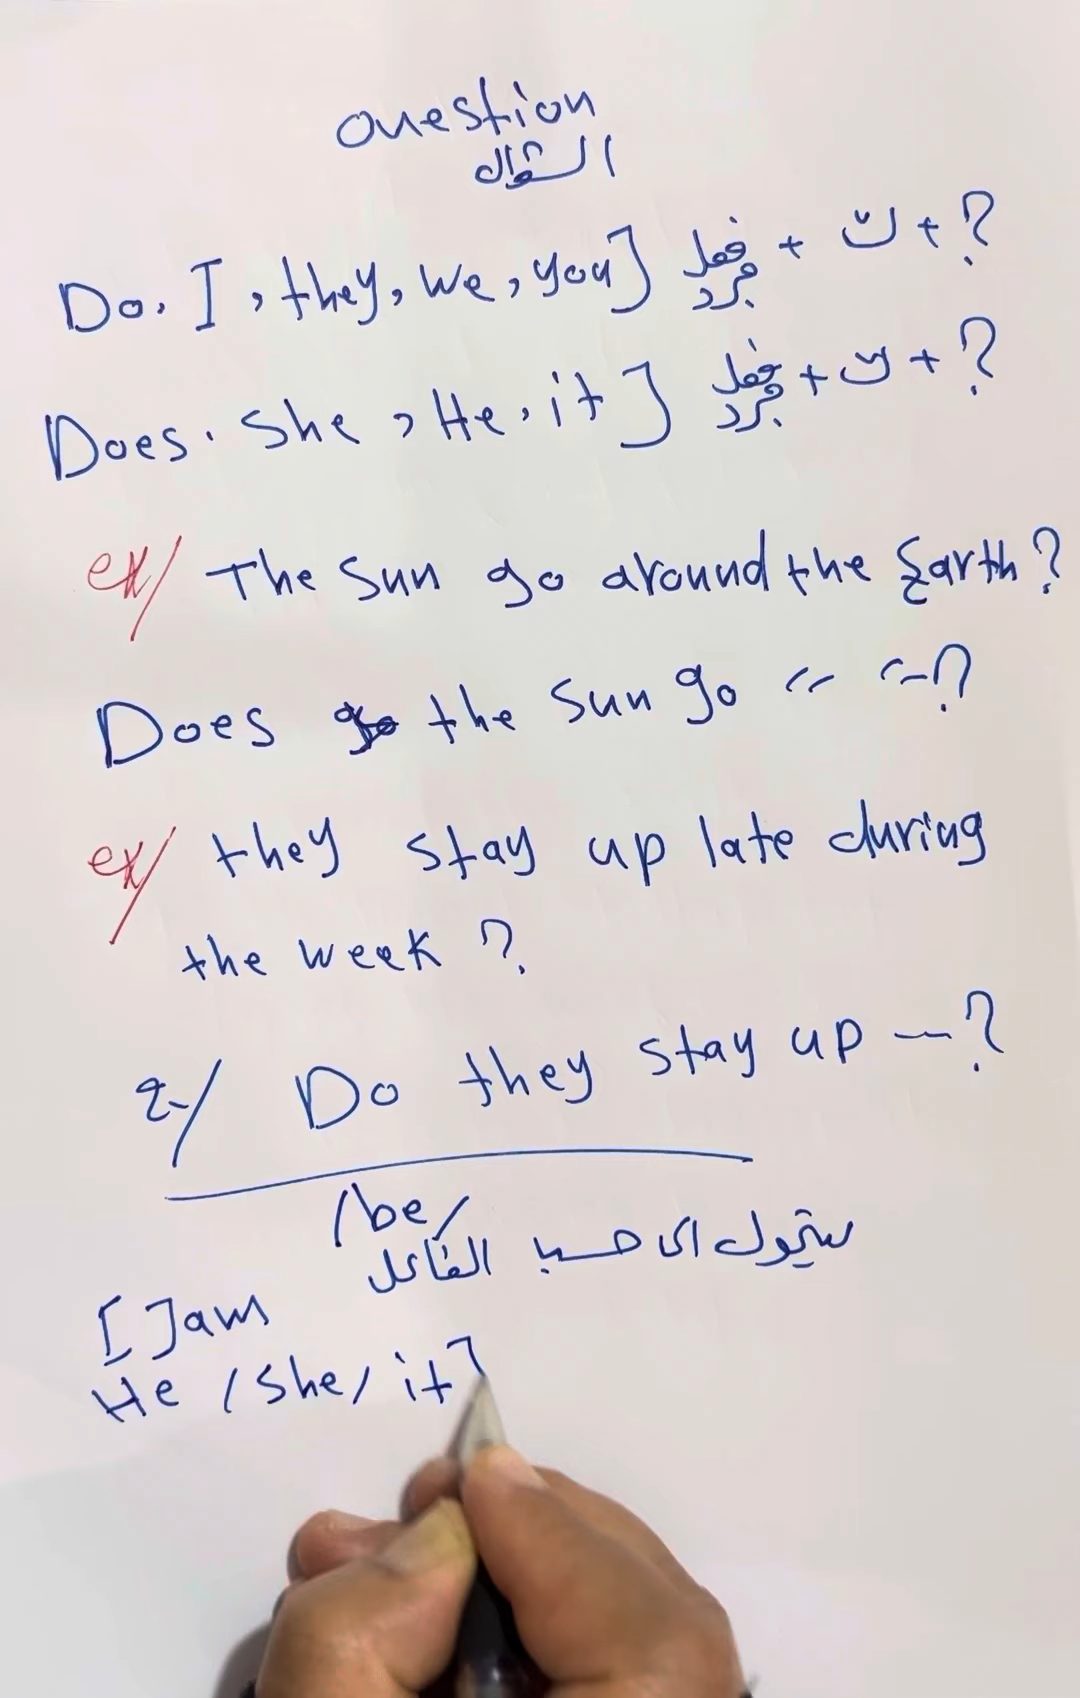 Question
السؤال
Do. I, they, we, you] فعل مجرد + ت + ?
Does. She, He, it] فعل مجرد + ت + ?
ex/ The Sun go around the Earth?
Does the Sun go 〃 〃?
ex/ they stay up late during
the week?
2/ Do they stay up —?
/be/
ستحول الى حسب الفاعل
[I am
He / She / it]